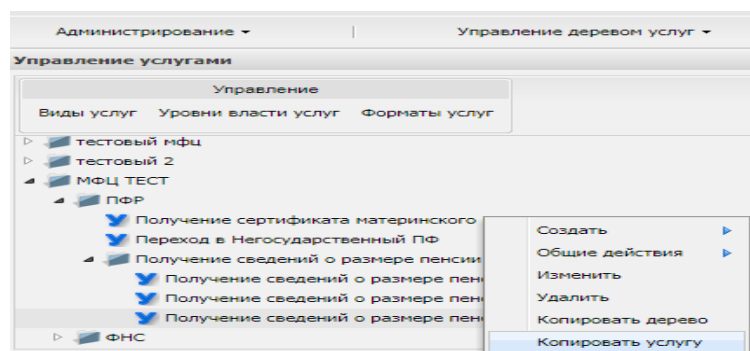 Администрирование
Управление деревом услуг
Управление услугами
Управление
Виды услуг Уровни власти услуг Форматы услуг
тестовый мфц
тестовый 2
МФЦ ТЕСТ
ПФР
Получение сертификата материнского
Переход в Негосударственный ПФ
Получение сведений о размере пенсии
Получение сведений о размере пен
Получение сведений о размере пен
Получение сведений о размере пен
ФНС
Создать
Общие действия
Изменить
Удалить
Копировать дерево
Копировать услугу